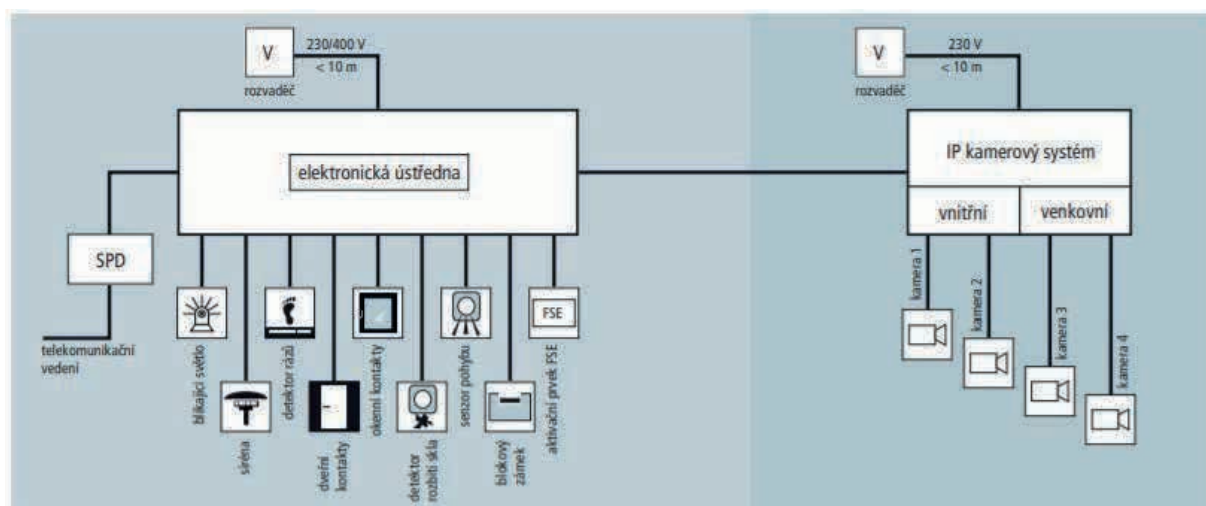 V
230/400 V
< 10 m
rozvaděč
V
230 V
< 10 m
rozvaděč
elektronická ústředna
IP kamerový systém
vnitřní
venkovní
SPD
telekomunikační
vedení
blikající světlo
siréna
detektor rázů
dveřní
kontakty
okenní kontakty
detektor
rozbití skla
senzor pohybu
blokový
zámek
FSE
aktivační prvek FSE
kamera 1
kamera 2
kamera 3
kamera 4